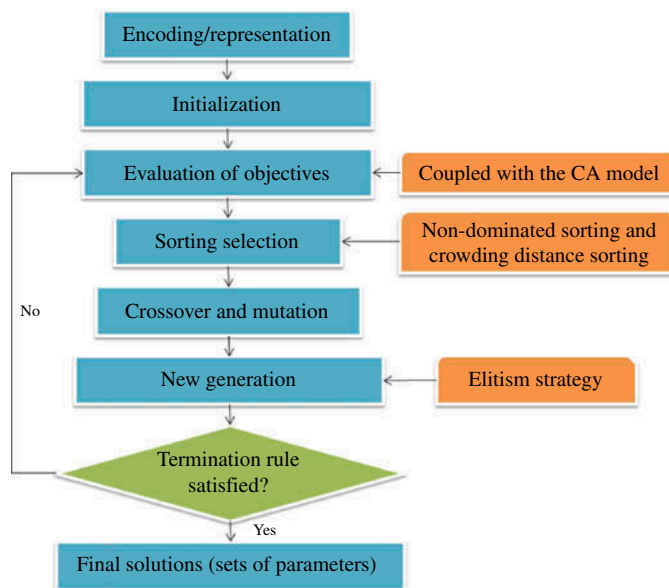 Encoding/representation
Initialization
Evaluation of objectives
Coupled with the CA model
Sorting selection
Non-dominated sorting and
crowding distance sorting
No
Crossover and mutation
New generation
Elitism strategy
Termination rule
satisfied?
Yes
Final solutions (sets of parameters)